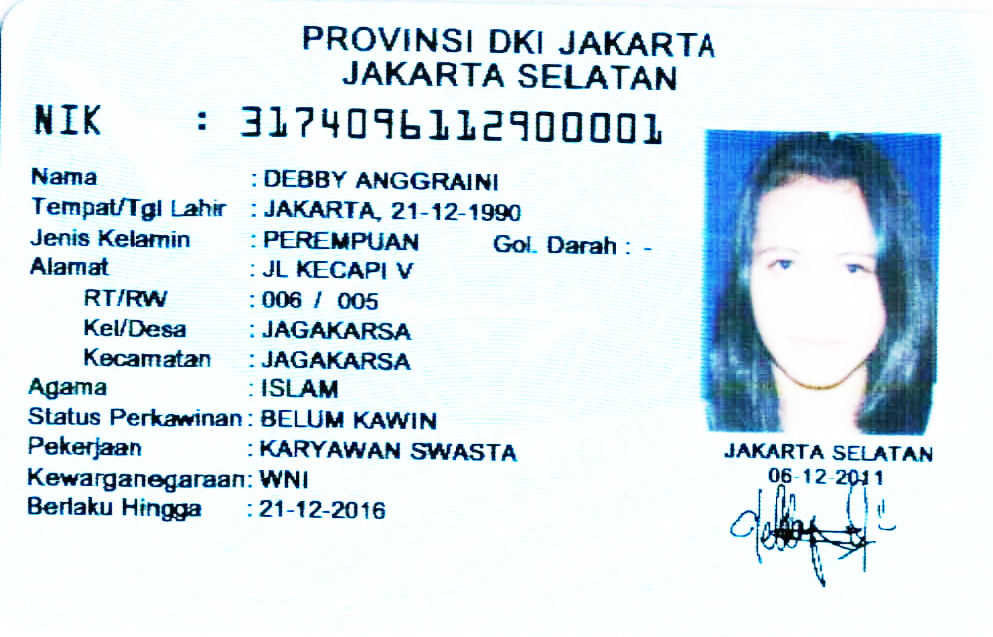 PROVINSI DKI JAKARTA
JAKARTA SELATAN
NIK : 3174096112900001
Nama : DEBBY ANGGRAINI
Tempat/Tgl Lahir : JAKARTA, 21-12-1990
Jenis Kelamin : PEREMPUAN Gol. Darah : -
Alamat : JL KECAPI V
RT/RW : 006 / 005
Kel/Desa : JAGAKARSA
Kecamatan : JAGAKARSA
Agama : ISLAM
Status Perkawinan : BELUM KAWIN
Pekerjaan : KARYAWAN SWASTA
Kewarganegaraan : WNI
Berlaku Hingga : 21-12-2016
JAKARTA SELATAN
06-12-2011